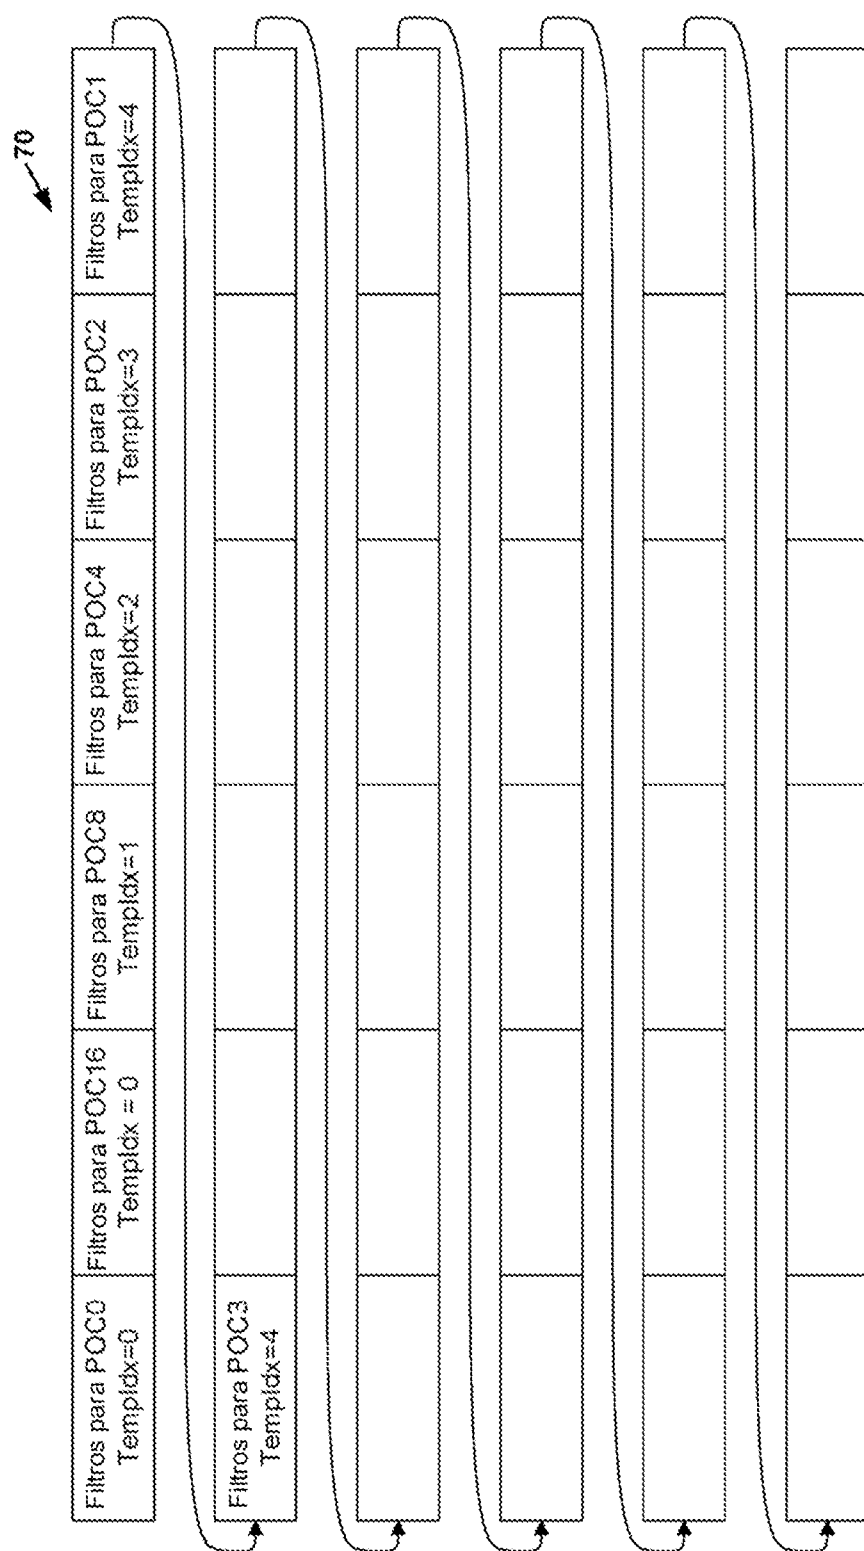 70
Filtros para POC0
TempIdx=0
Filtros para POC16
TempIdx = 0
Filtros para POC8
TempIdx=1
Filtros para POC4
TempIdx=2
Filtros para POC2
TempIdx=3
Filtros para POC1
TempIdx=4
Filtros para POC3
TempIdx=4